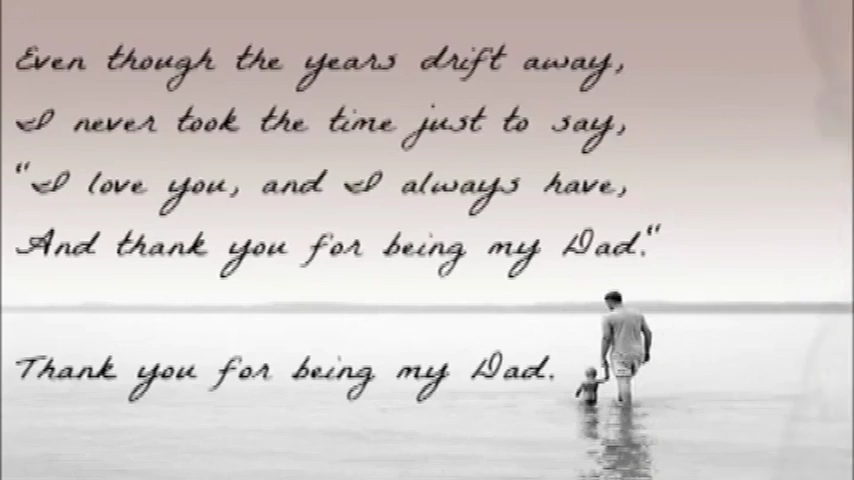 Even though the years drift away,
I never took the time just to say,
"I love you, and I always have,
And thank you for being my Dad."
Thank you for being my Dad.